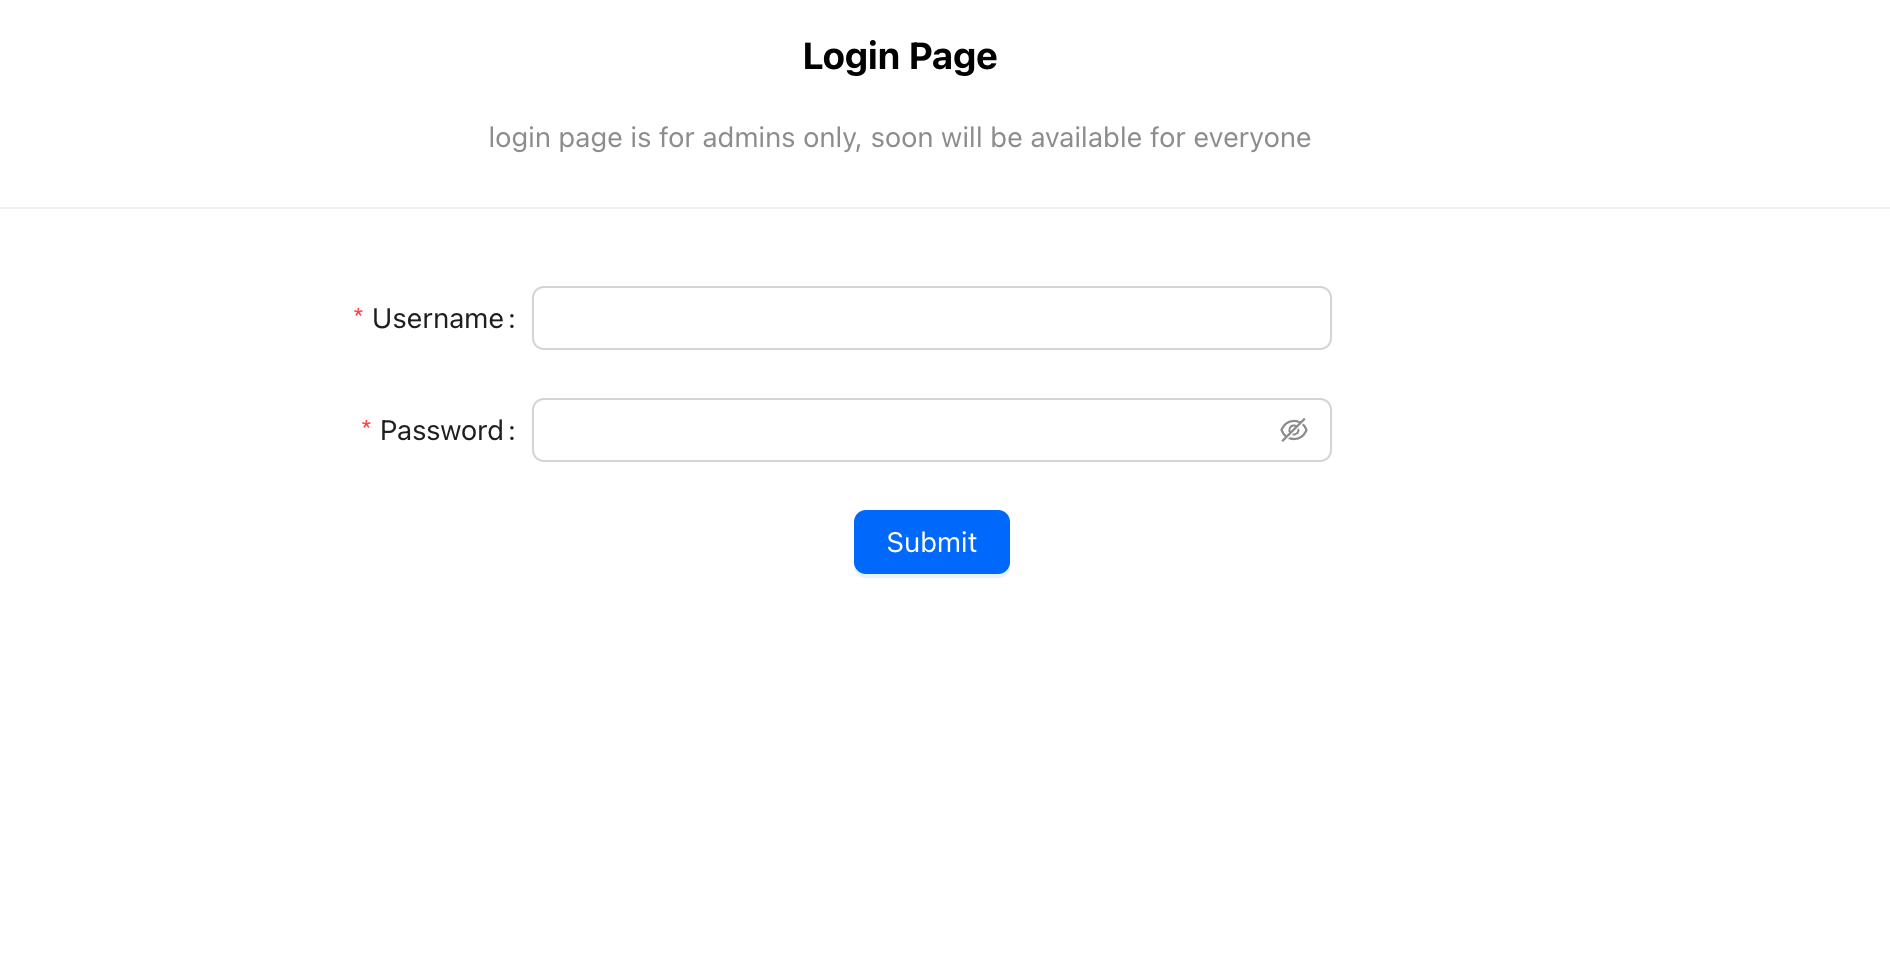 Login Page
login page is for admins only, soon will be available for everyone
* Username:
* Password:
Submit